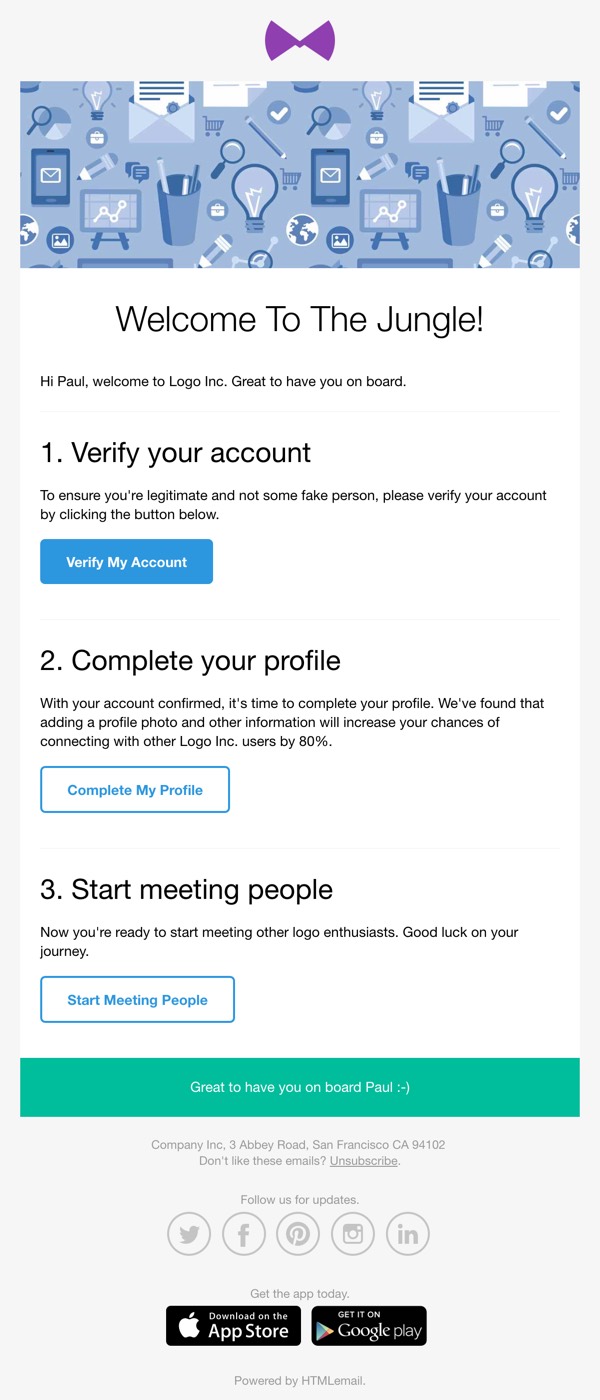 Welcome To The Jungle!
Hi Paul, welcome to Logo Inc. Great to have you on board.
1. Verify your account
To ensure you're legitimate and not some fake person, please verify your account
by clicking the button below.
Verify My Account
2. Complete your profile
With your account confirmed, it's time to complete your profile. We've found that
adding a profile photo and other information will increase your chances of
connecting with other Logo Inc. users by 80%.
Complete My Profile
3. Start meeting people
Now you're ready to start meeting other logo enthusiasts. Good luck on your
journey.
Start Meeting People
Great to have you on board Paul :-)
Company Inc, 3 Abbey Road, San Francisco CA 94102
Don't like these emails? Unsubscribe.
Follow us for updates.
Get the app today.
Download on the
App Store
GET IT ON
Google play
Powered by HTMLemail.